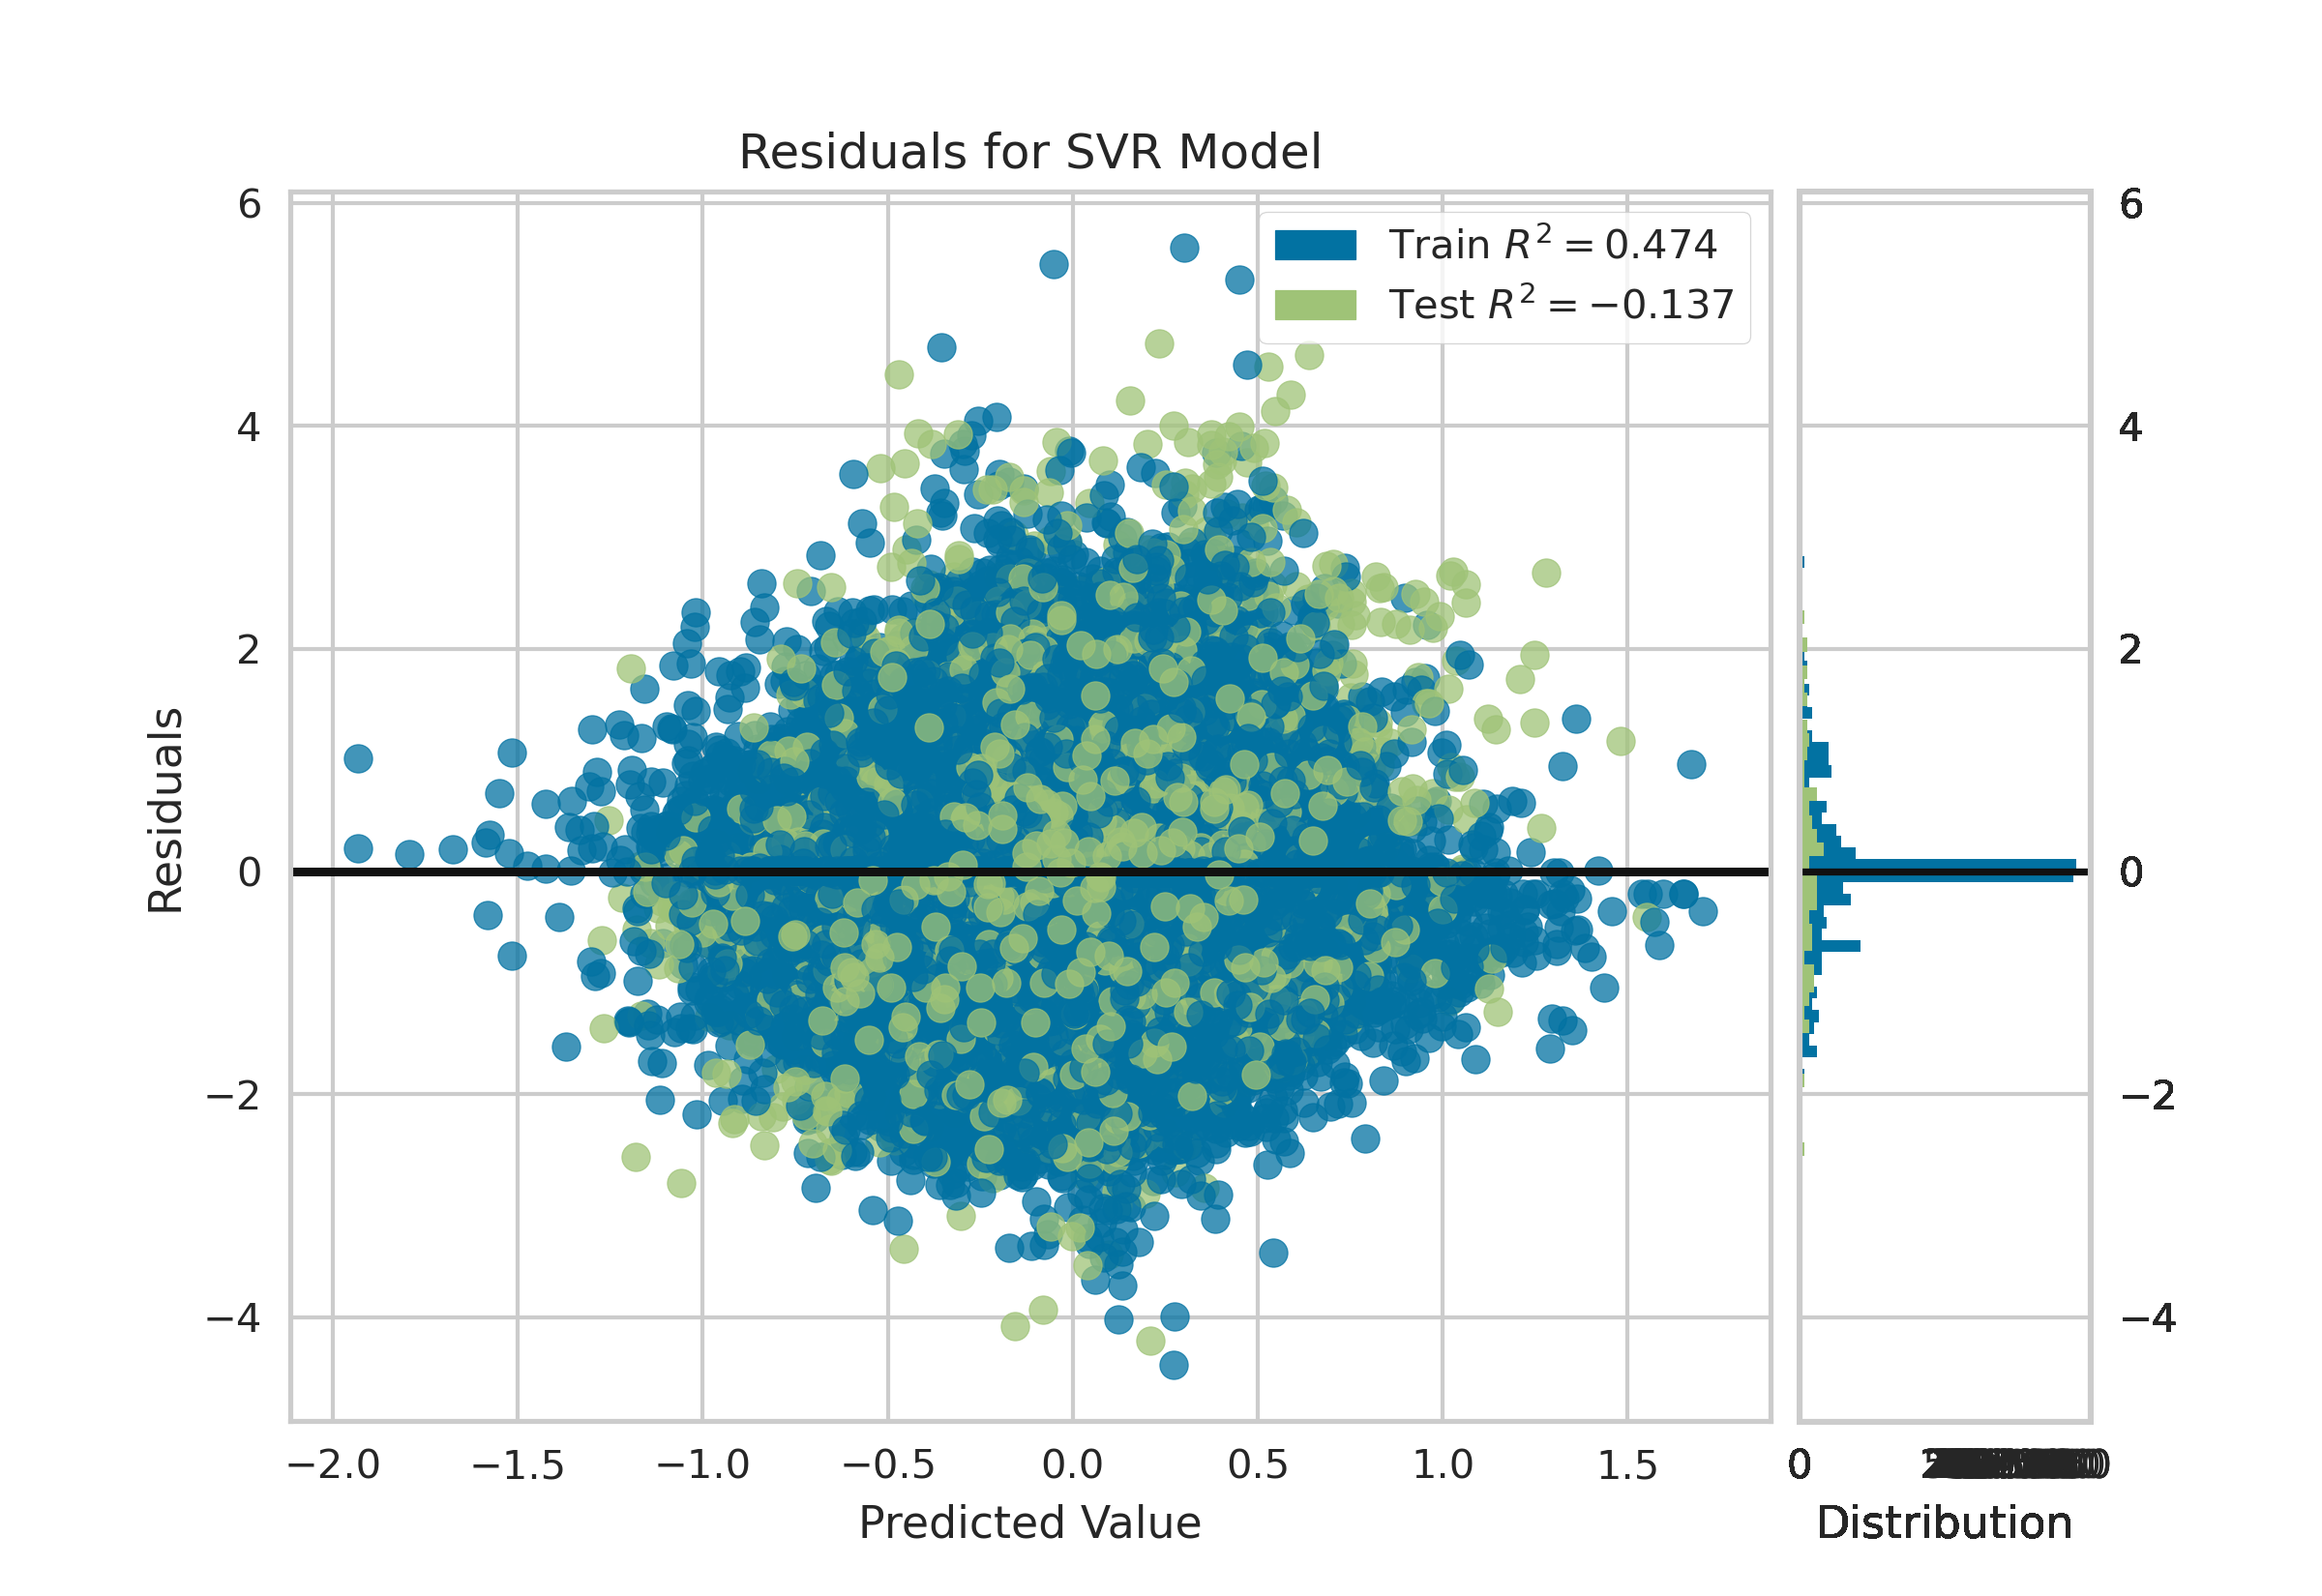 Residuals for SVR Model
Train R² = 0.474
Test R² = −0.137
6
4
2
0
−2
−4
Residuals
−2.0 −1.5 −1.0 −0.5 0.0 0.5 1.0 1.5
Predicted Value
6
4
2
0
−2
−4
0
Distribution